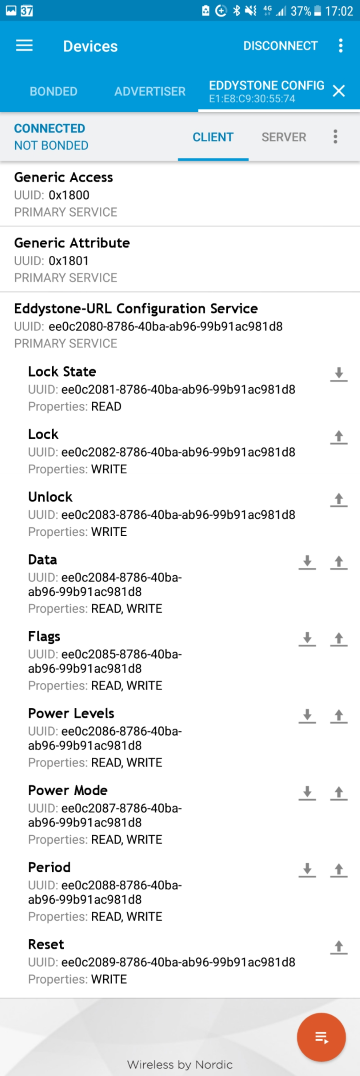 37 4G 37% 17:02
Devices DISCONNECT
BONDED ADVERTISER EDDYSTONE CONFIG
E1:E8:C9:30:55:74
CONNECTED
NOT BONDED
CLIENT SERVER
Generic Access
UUID: 0x1800
PRIMARY SERVICE
Generic Attribute
UUID: 0x1801
PRIMARY SERVICE
Eddystone-URL Configuration Service
UUID: ee0c2080-8786-40ba-ab96-99b91ac981d8
PRIMARY SERVICE
Lock State
UUID: ee0c2081-8786-40ba-ab96-99b91ac981d8
Properties: READ
Lock
UUID: ee0c2082-8786-40ba-ab96-99b91ac981d8
Properties: WRITE
Unlock
UUID: ee0c2083-8786-40ba-ab96-99b91ac981d8
Properties: WRITE
Data
UUID: ee0c2084-8786-40ba-
ab96-99b91ac981d8
Properties: READ, WRITE
Flags
UUID: ee0c2085-8786-40ba-
ab96-99b91ac981d8
Properties: READ, WRITE
Power Levels
UUID: ee0c2086-8786-40ba-
ab96-99b91ac981d8
Properties: READ, WRITE
Power Mode
UUID: ee0c2087-8786-40ba-
ab96-99b91ac981d8
Properties: READ, WRITE
Period
UUID: ee0c2088-8786-40ba-
ab96-99b91ac981d8
Properties: READ, WRITE
Reset
UUID: ee0c2089-8786-40ba-ab96-99b91ac981d8
Properties: WRITE
Wireless by Nordic